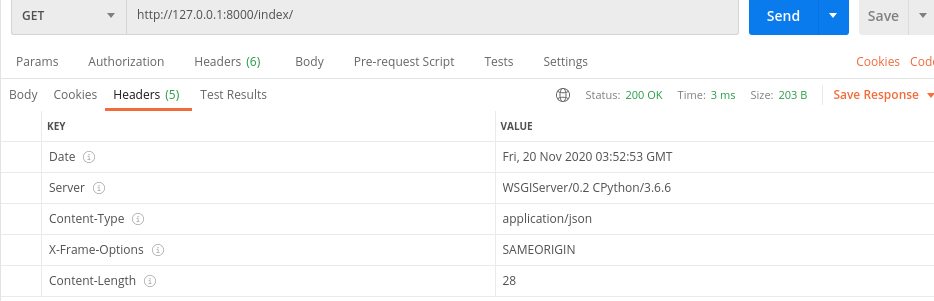 GET http://127.0.0.1:8000/index/ Send Save
Params Authorization Headers (6) Body Pre-request Script Tests Settings Cookies Code
Body Cookies Headers (5) Test Results Status: 200 OK Time: 3 ms Size: 203 B Save Response
KEY VALUE
Date Fri, 20 Nov 2020 03:52:53 GMT
Server WSGIServer/0.2 CPython/3.6.6
Content-Type application/json
X-Frame-Options SAMEORIGIN
Content-Length 28